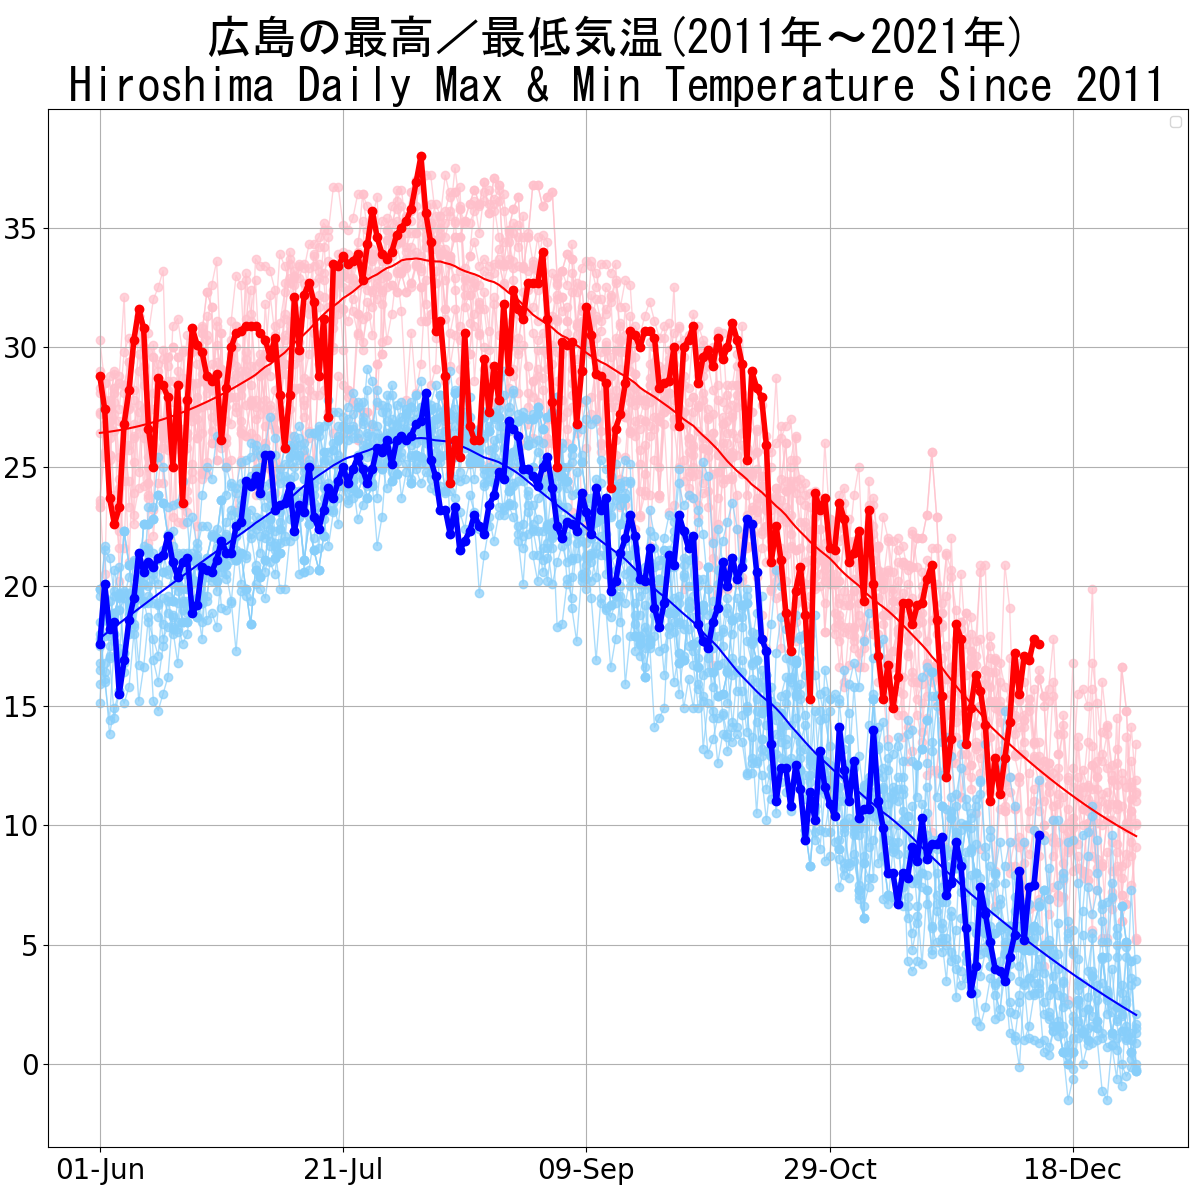 広島の最高／最低気温(2011年～2021年)
Hiroshima Daily Max & Min Temperature Since 2011
35
30
25
20
15
10
5
0
01-Jun 21-Jul 09-Sep 29-Oct 18-Dec